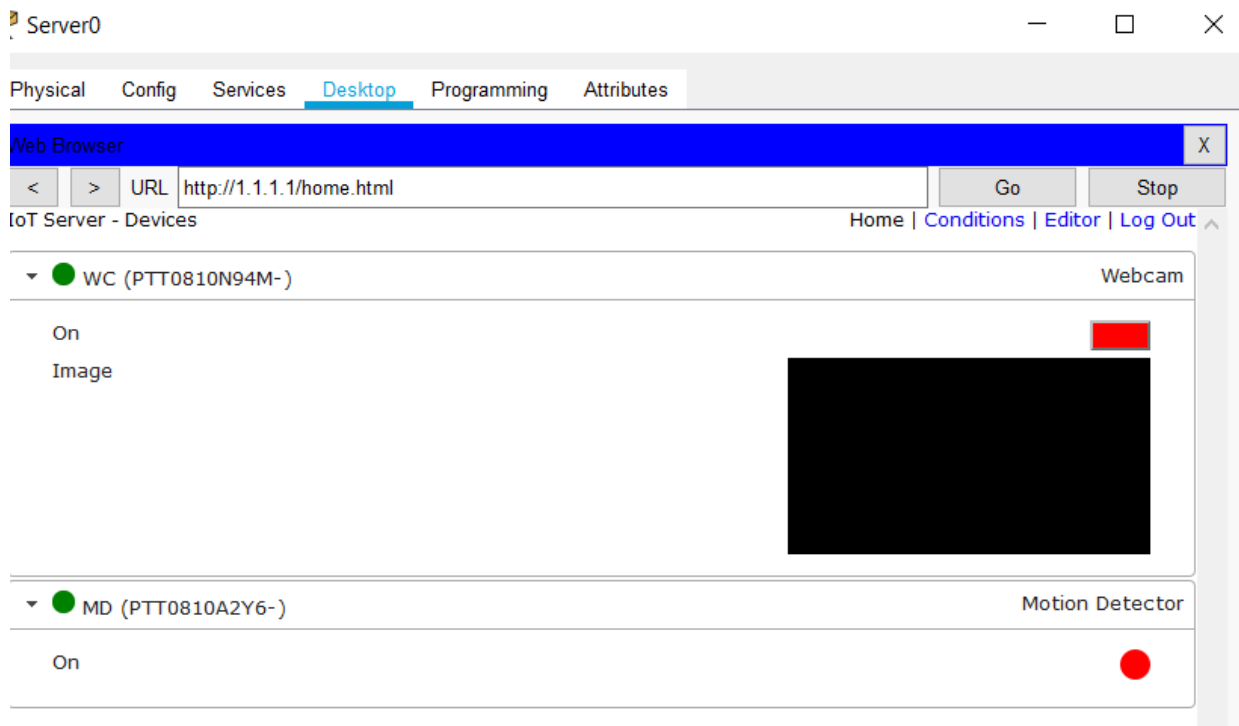 Server0
Physical Config Services Desktop Programming Attributes
Web Browser X
< > URL http://1.1.1.1/home.html Go Stop
IoT Server - Devices Home | Conditions | Editor | Log Out
WC (PTT0810N94M-) Webcam
On
Image
MD (PTT0810A2Y6-) Motion Detector
On